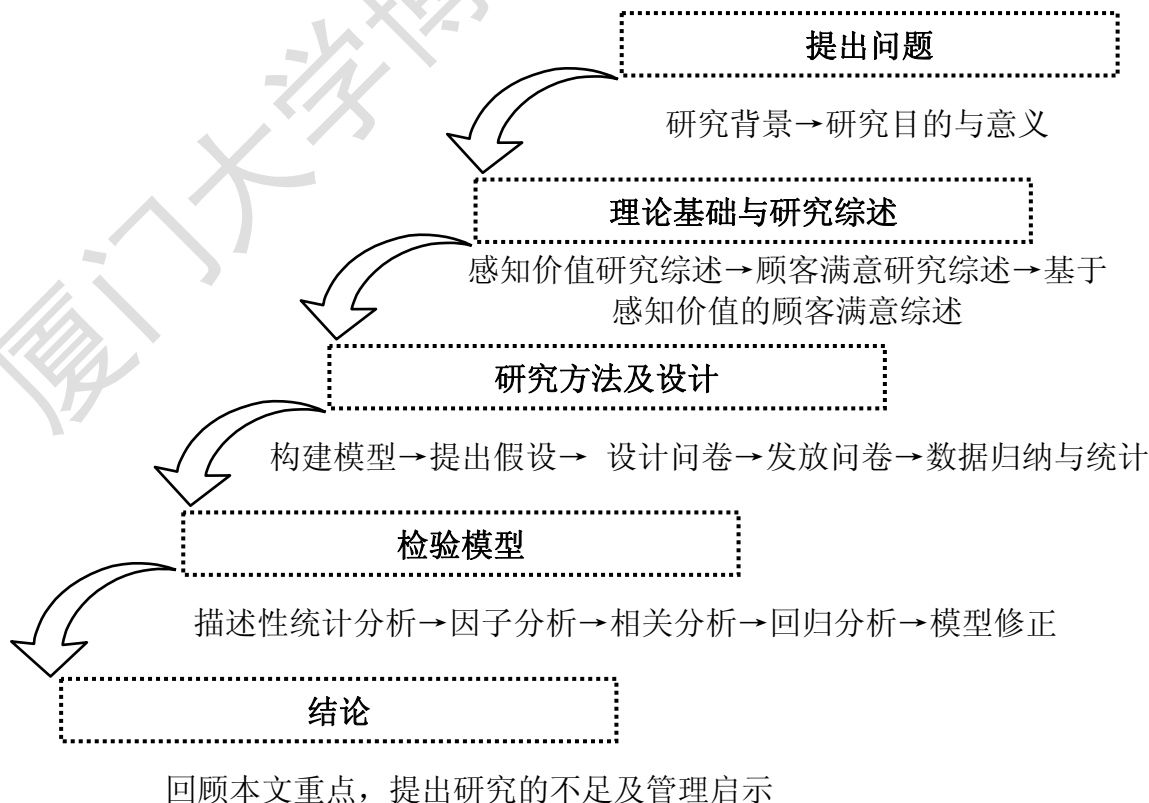 提出问题
研究背景→研究目的与意义
理论基础与研究综述
感知价值研究综述→顾客满意研究综述→基于
感知价值的顾客满意综述
研究方法及设计
构建模型→提出假设→ 设计问卷→发放问卷→数据归纳与统计
检验模型
描述性统计分析→因子分析→相关分析→回归分析→模型修正
结论
回顾本文重点，提出研究的不足及管理启示
厦门大学博